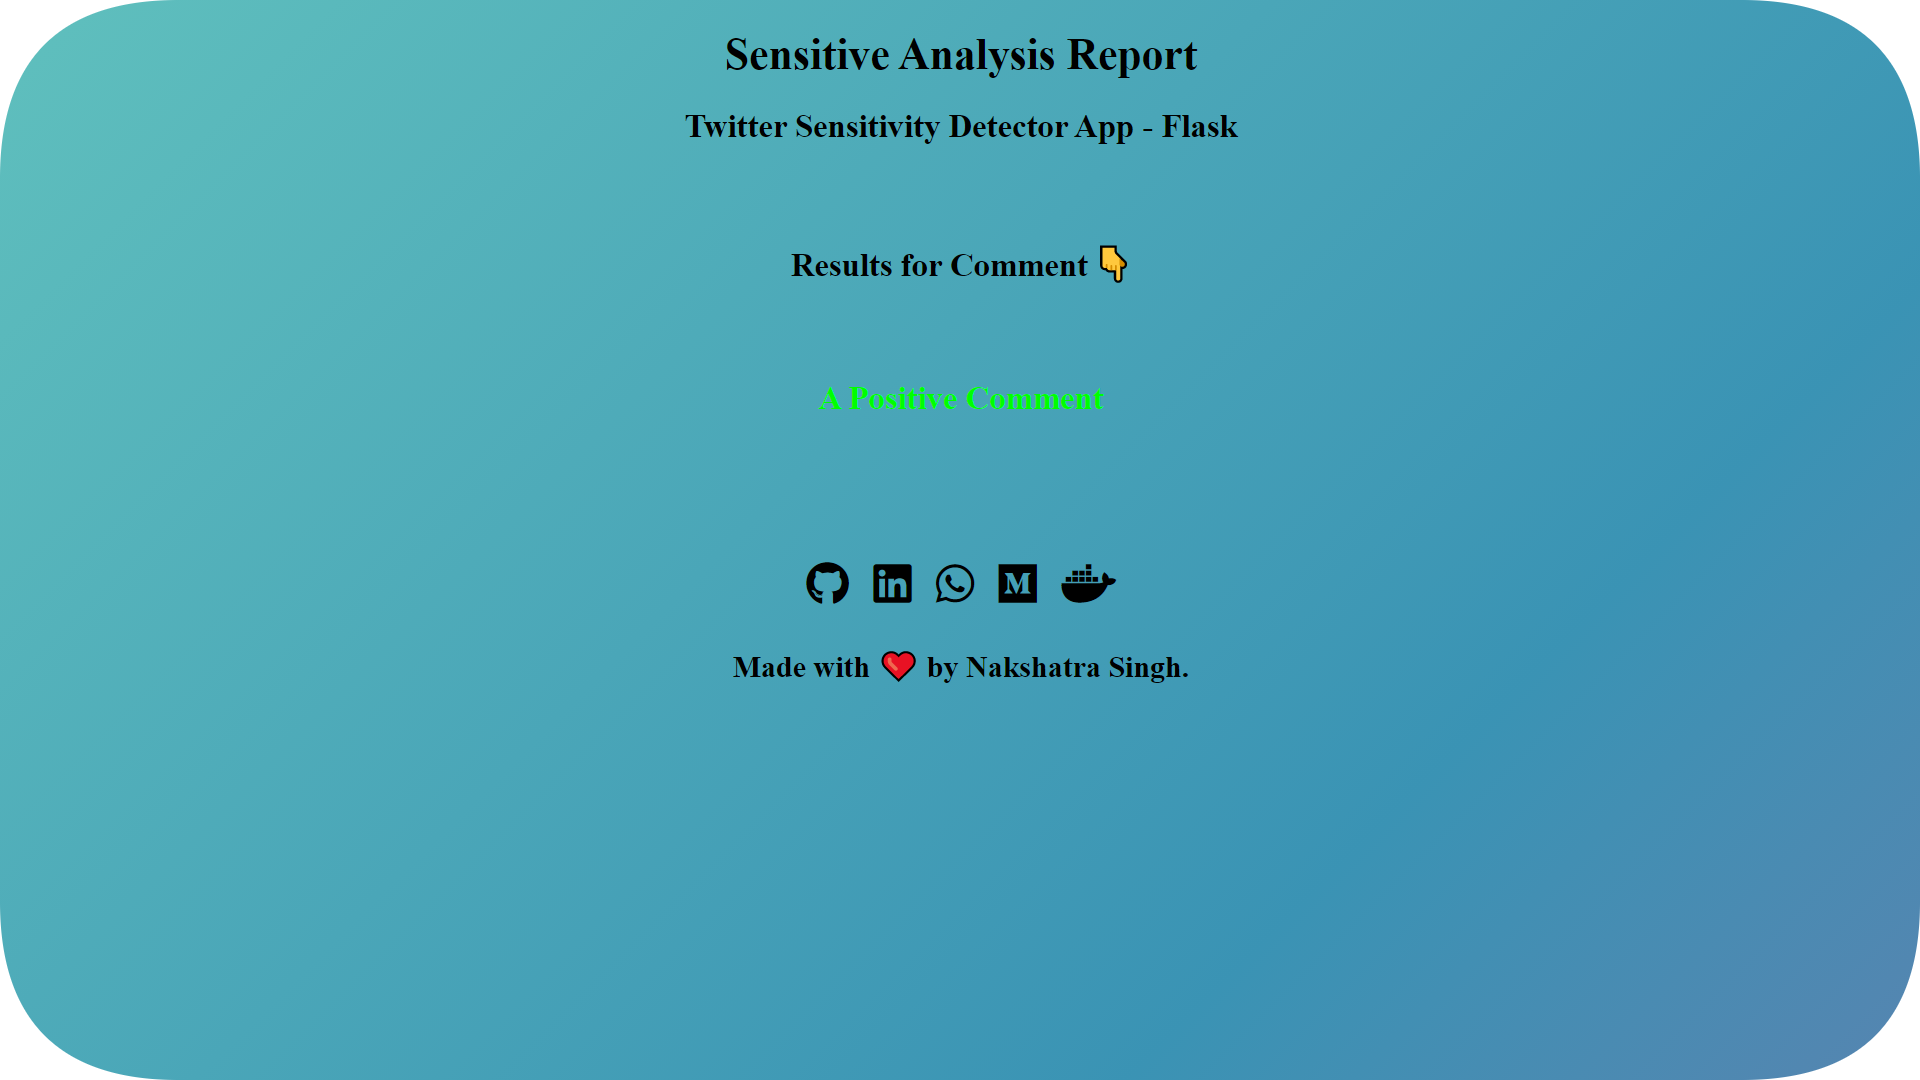 Sensitive Analysis Report
Twitter Sensitivity Detector App - Flask
Results for Comment 👇
A Positive Comment
Made with ❤️ by Nakshatra Singh.